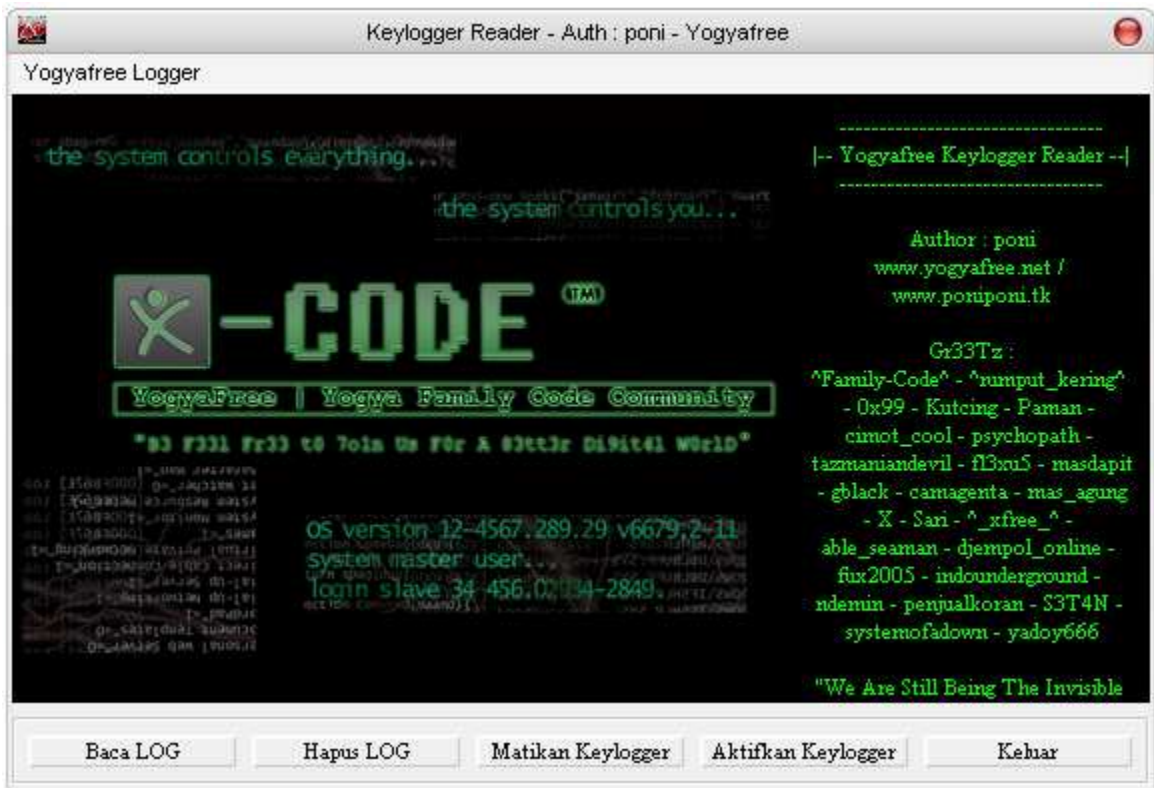 Keylogger Reader - Auth : poni - Yogyafree
Yogyafree Logger
the system controls everything...
the system controls you...
X-CODE (TM)
YogyaFree | Yogya Family Code Community
"B3 F33l Fr33 t0 7oin Us F0r A B3tt3r Di9it4l W0rlD"
OS version 12-4567.289.29 v6679,2-11
system master user...
login slave 34-456.02034-2849.
--------------------------------
|-- Yogyafree Keylogger Reader --|
--------------------------------
Author : poni
www.yogyafree.net /
www.poniponi.tk
Gr33Tz :
^Family-Code^ - ^rumput_kering^
- 0x99 - Kutcing - Paman -
cimot_cool - psychopath -
tazmaniandevil - fl3xu5 - masdapit
- gblack - camagenta - mas_agung
- X - Sari - ^_xfree_^ -
able_seaman - djempol_online -
fux2005 - indounderground -
ndemin - penjualkoran - S3T4N -
systemofadown - yadoy666
"We Are Still Being The Invisible
Baca LOG
Hapus LOG
Matikan Keylogger
Aktifkan Keylogger
Keluar